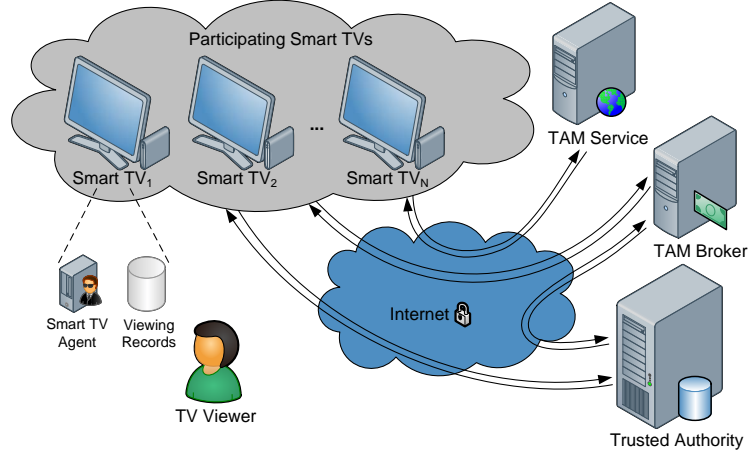 Participating Smart TVs
...
Smart TV₁
Smart TV₂
Smart TV_N
TAM Service
TAM Broker
Internet
Smart TV
Agent
Viewing
Records
TV Viewer
Trusted Authority